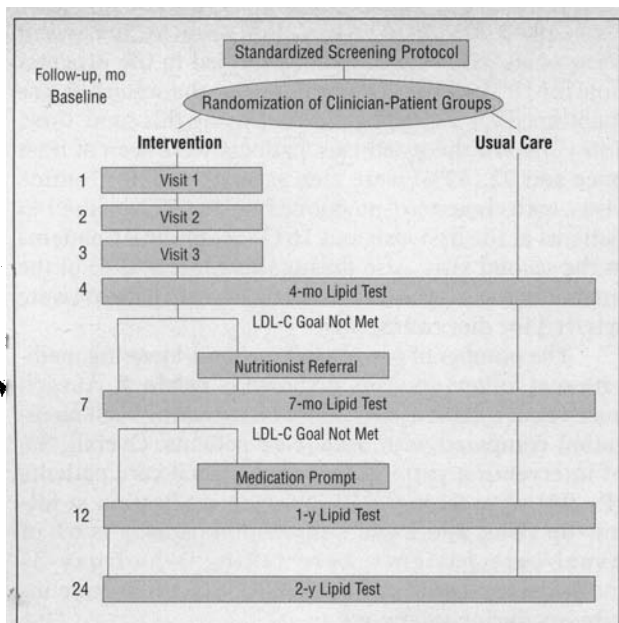 Standardized Screening Protocol
Follow-up, mo
Baseline
Randomization of Clinician-Patient Groups
Intervention
Usual Care
1
Visit 1
2
Visit 2
3
Visit 3
4
4-mo Lipid Test
LDL-C Goal Not Met
Nutritionist Referral
7
7-mo Lipid Test
LDL-C Goal Not Met
Medication Prompt
12
1-y Lipid Test
24
2-y Lipid Test